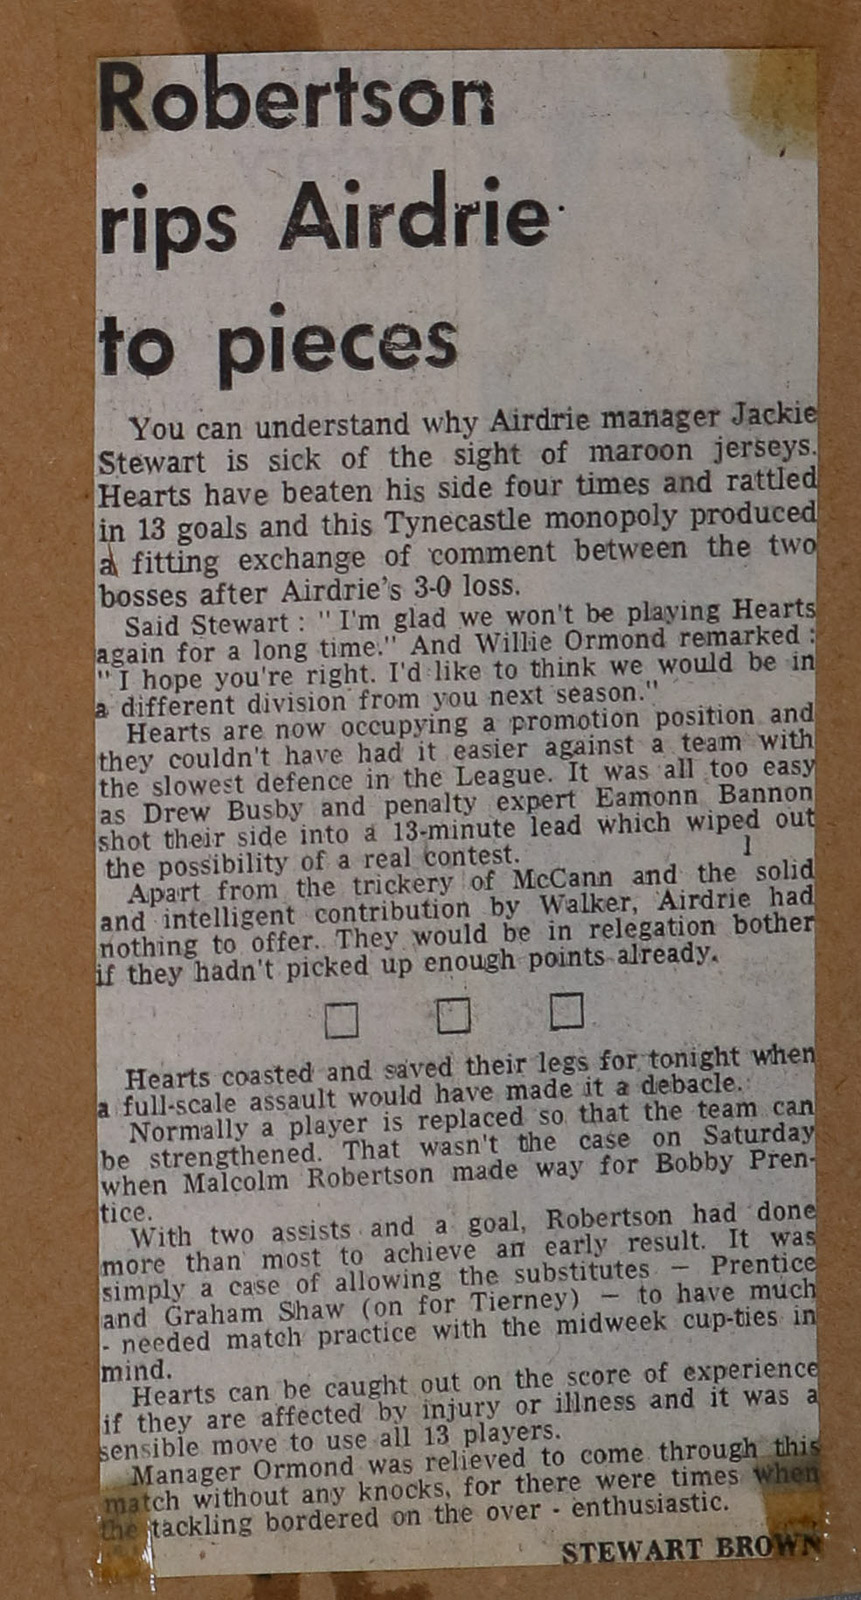 Robertson
rips Airdrie
to pieces
You can understand why Airdrie manager Jackie
Stewart is sick of the sight of maroon jerseys.
Hearts have beaten his side four times and rattled
in 13 goals and this Tynecastle monopoly produced
a fitting exchange of comment between the two
bosses after Airdrie's 3-0 loss.
Said Stewart : "I'm glad we won't be playing Hearts
again for a long time." And Willie Ormond remarked :
"I hope you're right. I'd like to think we would be in
a different division from you next season."
Hearts are now occupying a promotion position and
they couldn't have had it easier against a team with
the slowest defence in the League. It was all too easy
as Drew Busby and penalty expert Eamonn Bannon
shot their side into a 13-minute lead which wiped out
the possibility of a real contest.
Apart from the trickery of McCann and the solid
and intelligent contribution by Walker, Airdrie had
nothing to offer. They would be in relegation bother
if they hadn't picked up enough points already.
Hearts coasted and saved their legs for tonight when
a full-scale assault would have made it a debacle.
Normally a player is replaced so that the team can
be strengthened. That wasn't the case on Saturday
when Malcolm Robertson made way for Bobby Pren-
tice.
With two assists and a goal, Robertson had done
more than most to achieve an early result. It was
simply a case of allowing the substitutes — Prentice
and Graham Shaw (on for Tierney) — to have much
- needed match practice with the midweek cup-ties in
mind.
Hearts can be caught out on the score of experience
if they are affected by injury or illness and it was a
sensible move to use all 13 players.
Manager Ormond was relieved to come through this
match without any knocks, for there were times when
the tackling bordered on the over - enthusiastic.
STEWART BROWN